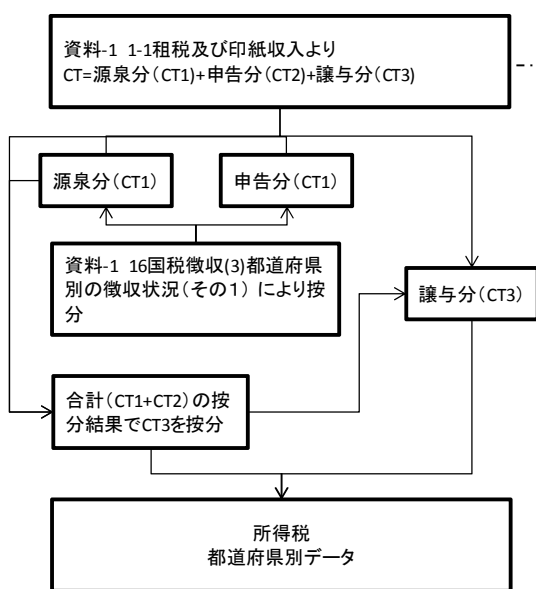 資料-1 1-1租税及び印紙収入より
CT=源泉分(CT1)+申告分(CT2)+譲与分(CT3)
源泉分(CT1)
申告分(CT1)
資料-1 16国税徴収(3)都道府県
別の徴収状況(その1) により按
分
譲与分(CT3)
合計(CT1+CT2)の按
分結果でCT3を按分
所得税
都道府県別データ